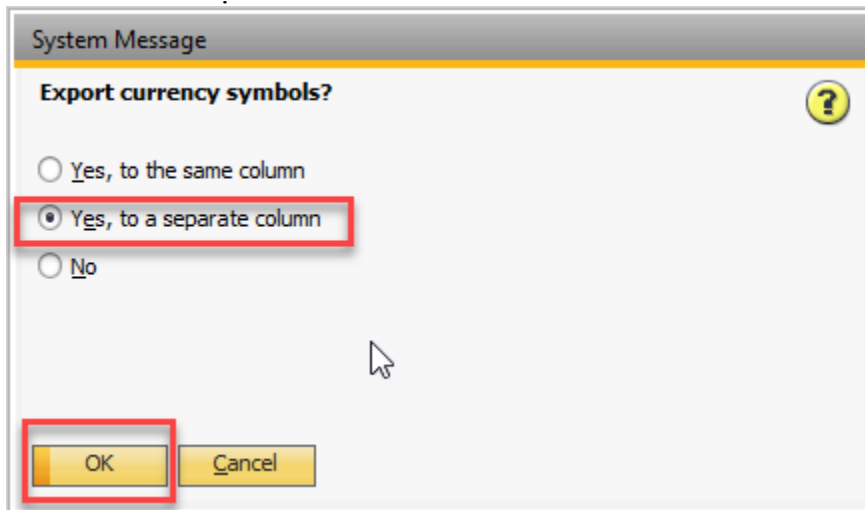 System Message
Export currency symbols?
?
Yes, to the same column
Yes, to a separate column
No
OK
Cancel